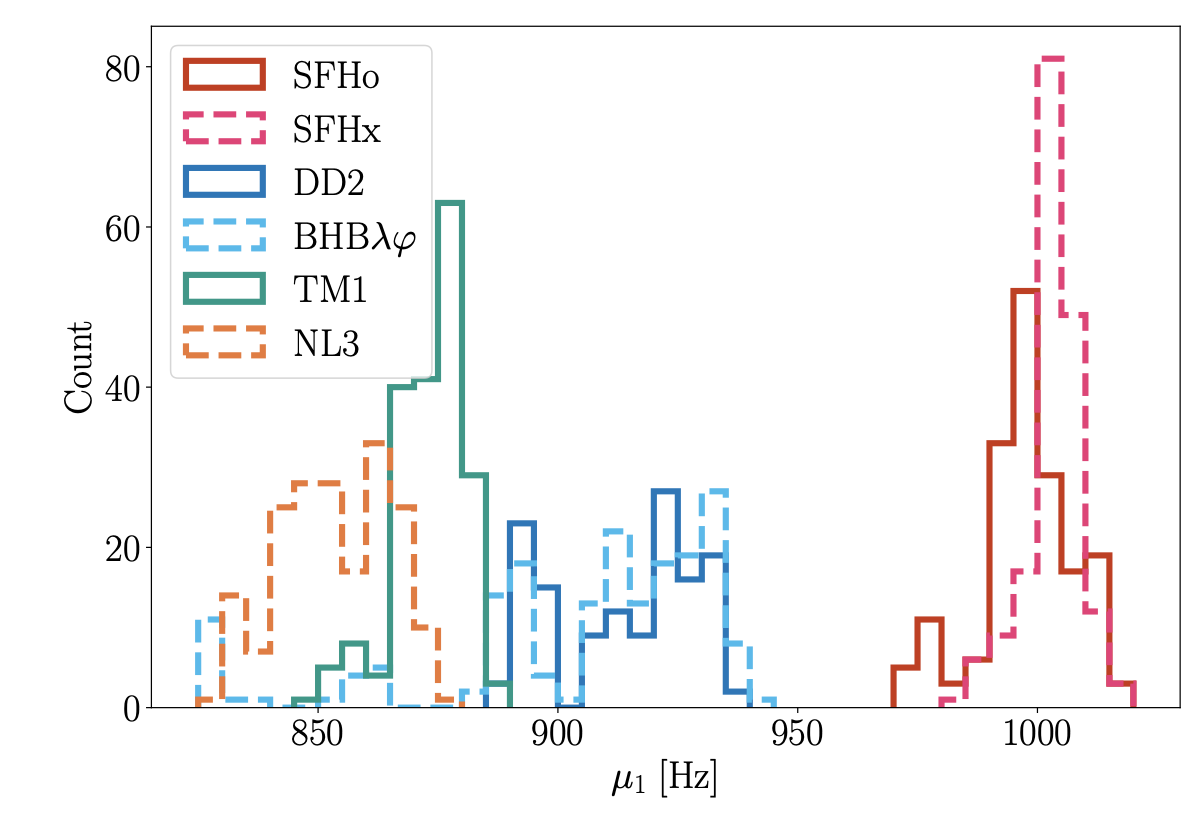 SFHo
SFHx
DD2
BHBλφ
TM1
NL3
Count
80
60
40
20
0
850 900 950 1000
μ₁ [Hz]